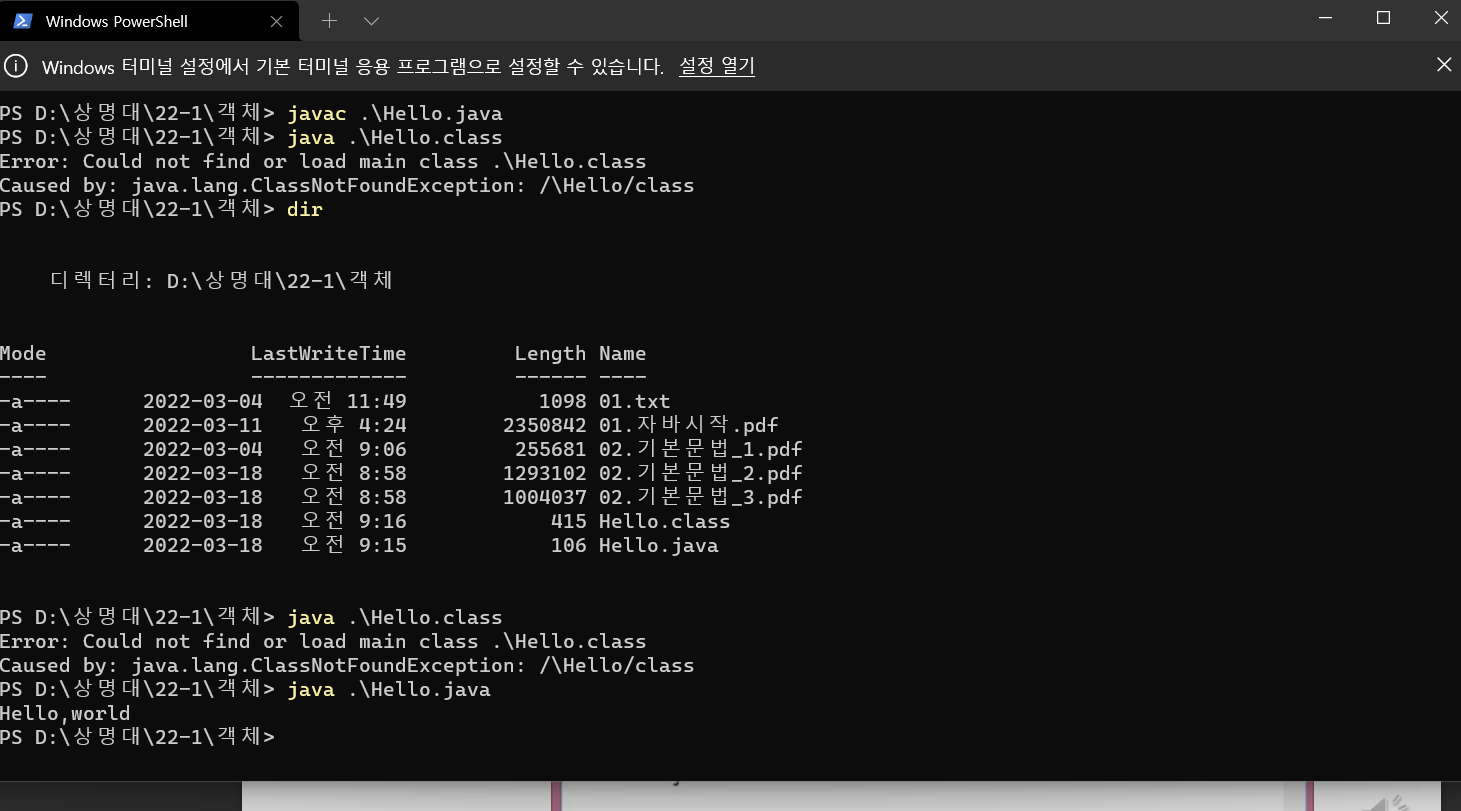 Windows PowerShell
Windows 터미널 설정에서 기본 터미널 응용 프로그램으로 설정할 수 있습니다. 설정 열기
PS D:\상명대\22-1\객체> javac .\Hello.java
PS D:\상명대\22-1\객체> java .\Hello.class
Error: Could not find or load main class .\Hello.class
Caused by: java.lang.ClassNotFoundException: /\Hello/class
PS D:\상명대\22-1\객체> dir
디렉터리: D:\상명대\22-1\객체
Mode LastWriteTime Length Name
---- ------------- ------ ----
-a---- 2022-03-04 오전 11:49 1098 01.txt
-a---- 2022-03-11 오후 4:24 2350842 01.자바시작.pdf
-a---- 2022-03-04 오전 9:06 255681 02.기본문법_1.pdf
-a---- 2022-03-18 오전 8:58 1293102 02.기본문법_2.pdf
-a---- 2022-03-18 오전 8:58 1004037 02.기본문법_3.pdf
-a---- 2022-03-18 오전 9:16 415 Hello.class
-a---- 2022-03-18 오전 9:15 106 Hello.java
PS D:\상명대\22-1\객체> java .\Hello.class
Error: Could not find or load main class .\Hello.class
Caused by: java.lang.ClassNotFoundException: /\Hello/class
PS D:\상명대\22-1\객체> java .\Hello.java
Hello,world
PS D:\상명대\22-1\객체>